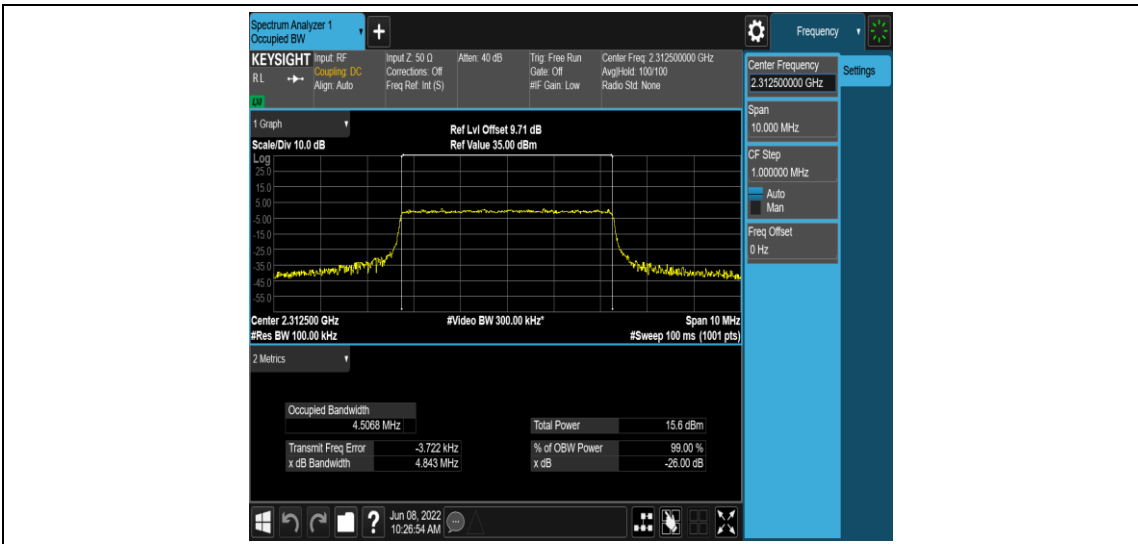 Spectrum Analyzer 1
Occupied BW
+
Frequency
KEYSIGHT
RL
LXI
Input: RF
Coupling: DC
Align: Auto
Input Z: 50 Ω
Corrections: Off
Freq Ref: Int (S)
Atten: 40 dB
Trig: Free Run
Gate: Off
#IF Gain: Low
Center Freq: 2.312500000 GHz
Avg|Hold: 100/100
Radio Std: None
Center Frequency
2.312500000 GHz
Settings
Span
10.000 MHz
CF Step
1.000000 MHz
Auto
Man
Freq Offset
0 Hz
1 Graph
Scale/Div 10.0 dB
Ref Lvl Offset 9.71 dB
Ref Value 35.00 dBm
Log
25.0
15.0
5.00
-5.00
-15.0
-25.0
-35.0
-45.0
-55.0
Center 2.312500 GHz
#Video BW 300.00 kHz*
Span 10 MHz
#Res BW 100.00 kHz
#Sweep 100 ms (1001 pts)
2 Metrics
Occupied Bandwidth
4.5068 MHz
Total Power 15.6 dBm
Transmit Freq Error -3.722 kHz
% of OBW Power 99.00 %
x dB Bandwidth 4.843 MHz
x dB -26.00 dB
?
Jun 08, 2022
10:26:54 AM